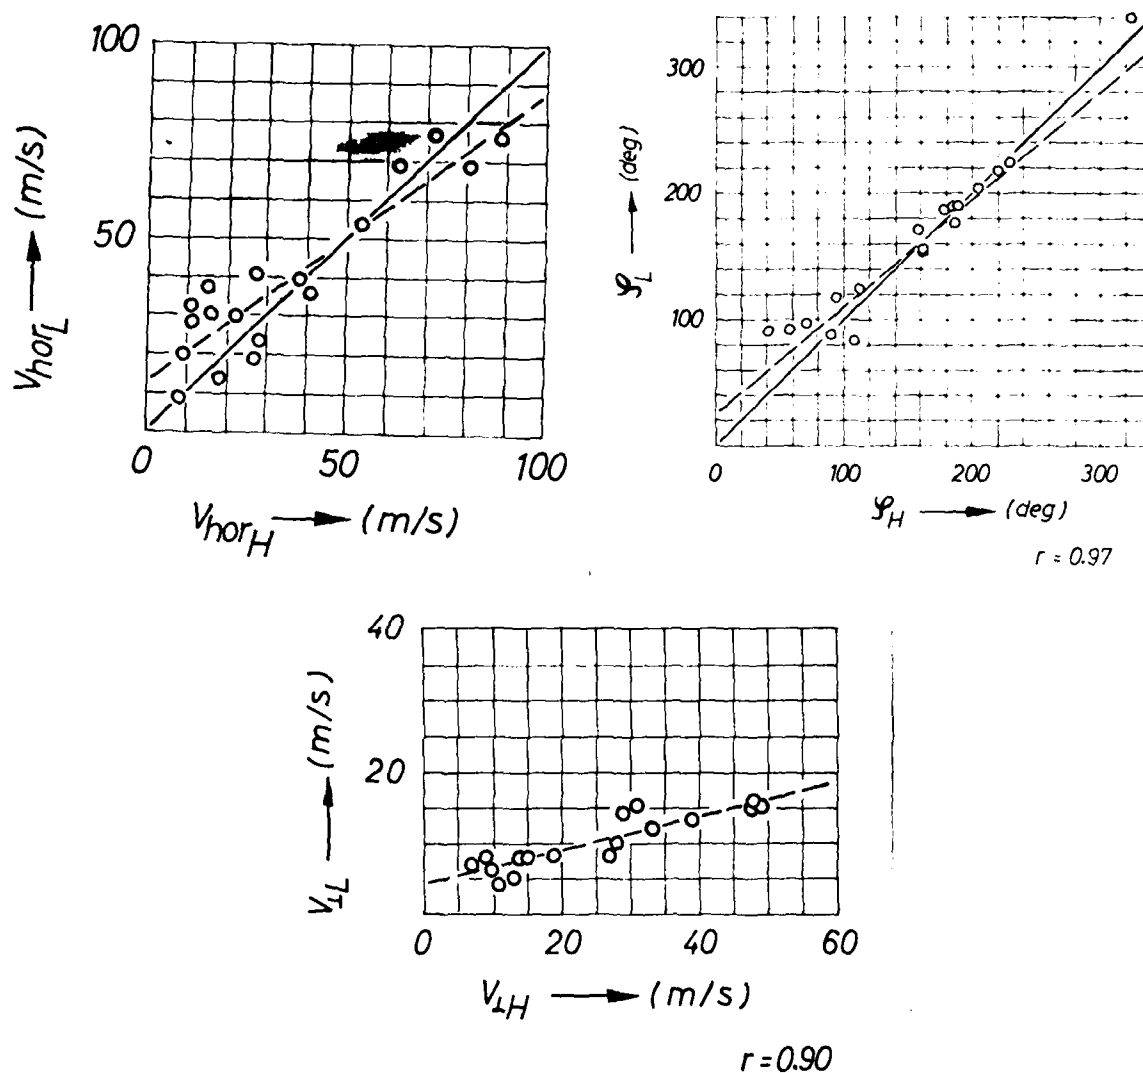 100
50
V_hor_L → (m/s)
0 50 100
V_hor_H → (m/s)
300
200
100
φ_L → (deg)
0 100 200 300
φ_H → (deg)
r = 0.97
40
20
V_⊥L → (m/s)
0 20 40 60
V_⊥H → (m/s)
r = 0.90